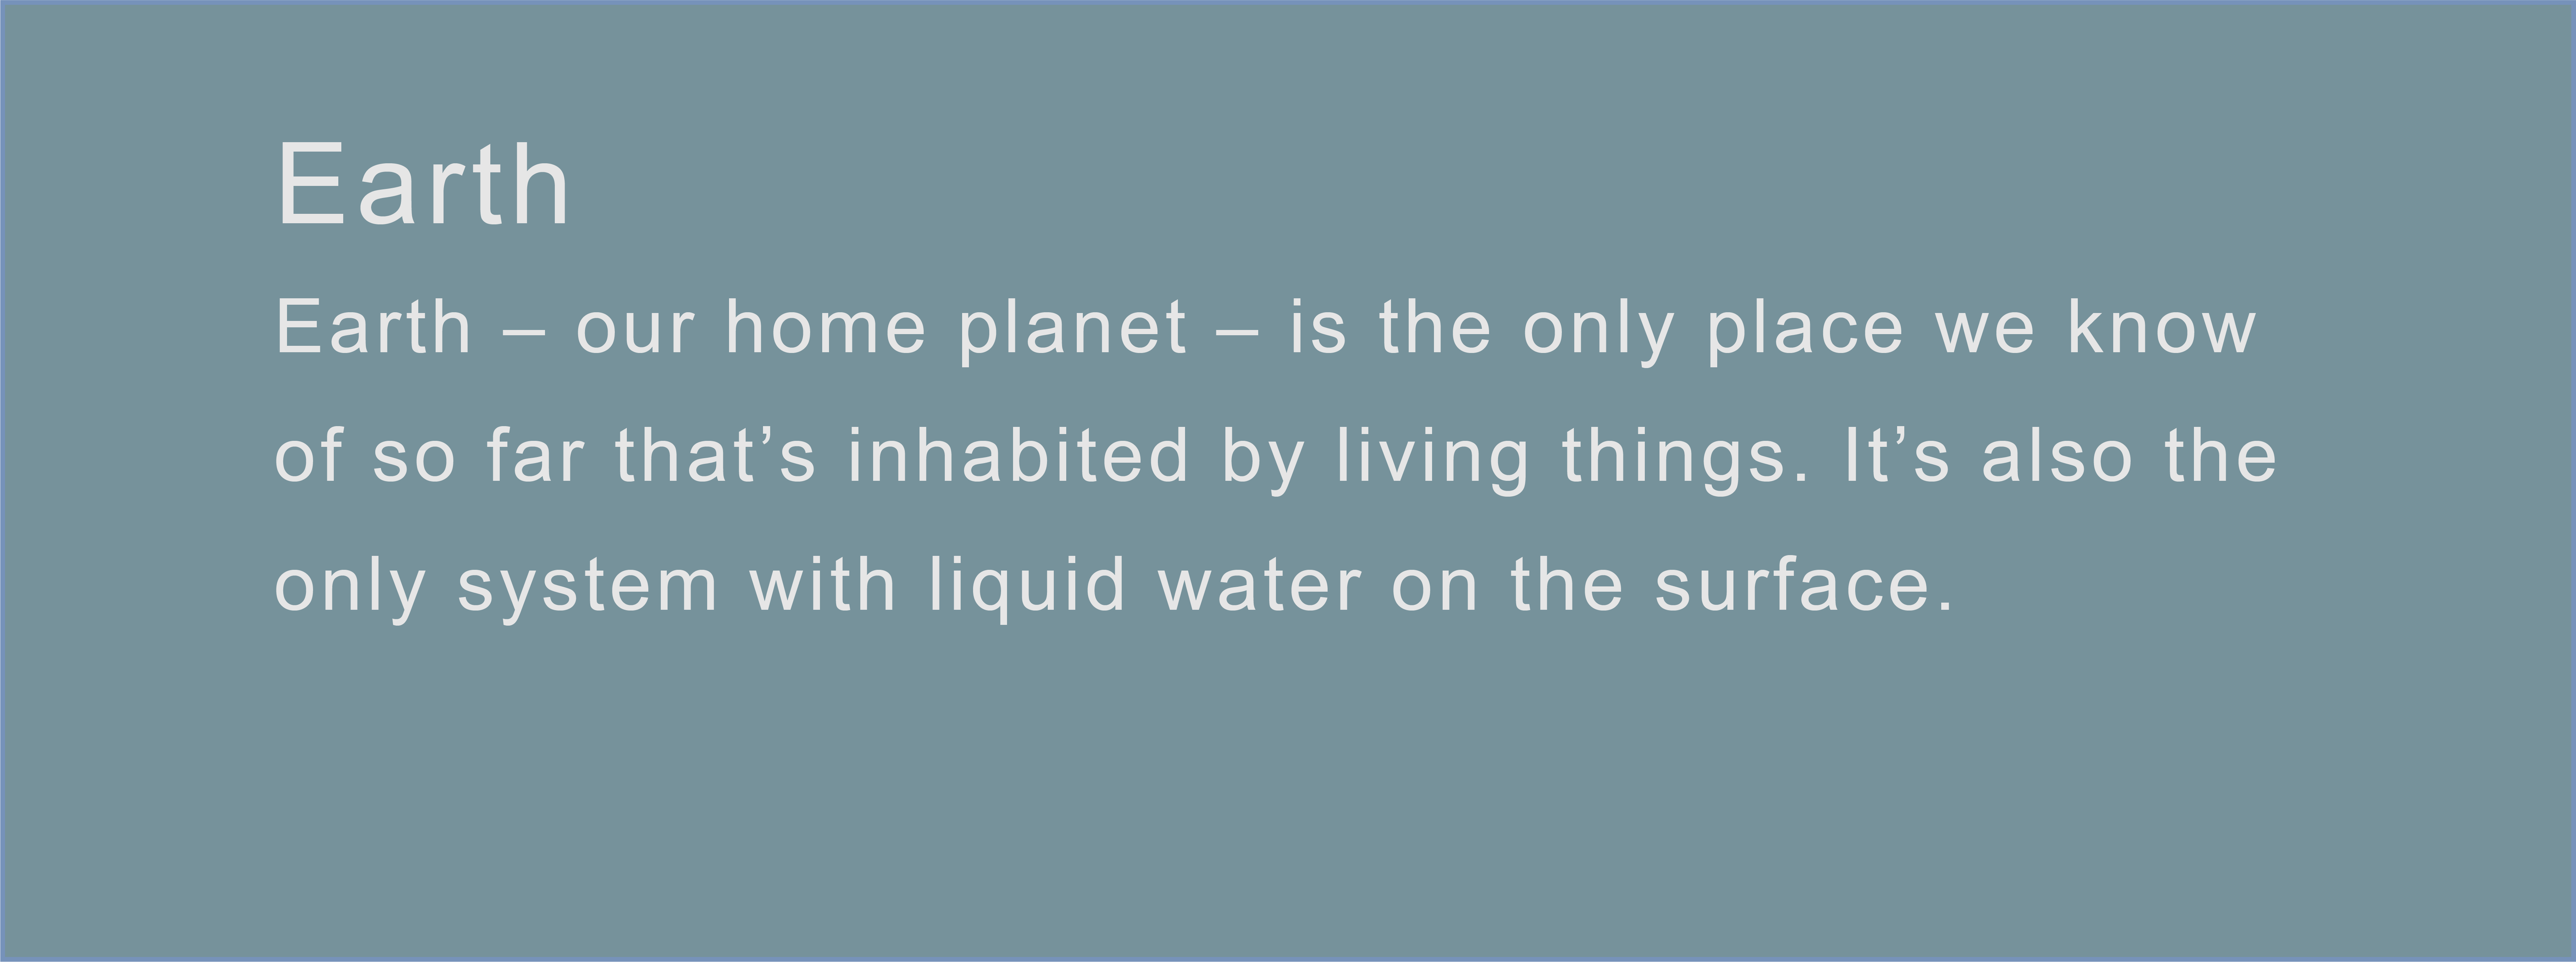 Earth
Earth – our home planet – is the only place we know
of so far that’s inhabited by living things. It’s also the
only system with liquid water on the surface.